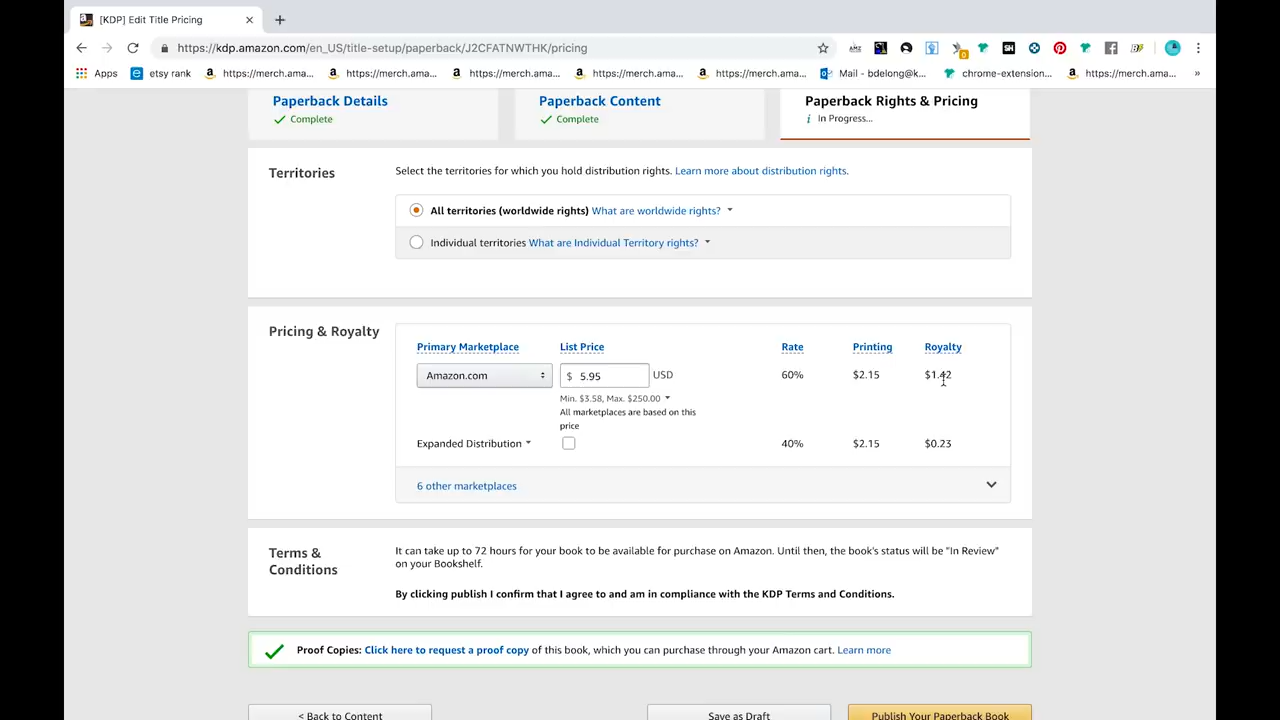 [KDP] Edit Title Pricing
https://kdp.amazon.com/en_US/title-setup/paperback/J2CFATNWTHK/pricing
Apps etsy rank https://merch.ama... https://merch.ama... https://merch.ama... https://merch.ama... https://merch.ama... Mail - bdelong@k... chrome-extension... https://merch.ama... »
Paperback Details Paperback Content Paperback Rights & Pricing
Complete Complete In Progress...
Territories Select the territories for which you hold distribution rights. Learn more about distribution rights.
All territories (worldwide rights) What are worldwide rights?
Individual territories What are Individual Territory rights?
Pricing & Royalty
Primary Marketplace List Price Rate Printing Royalty
Amazon.com $ 5.95 USD 60% $2.15 $1.42
Min. $3.58, Max. $250.00
All marketplaces are based on this
price
Expanded Distribution 40% $2.15 $0.23
6 other marketplaces
Terms &
Conditions
It can take up to 72 hours for your book to be available for purchase on Amazon. Until then, the book's status will be "In Review"
on your Bookshelf.
By clicking publish I confirm that I agree to and am in compliance with the KDP Terms and Conditions.
Proof Copies: Click here to request a proof copy of this book, which you can purchase through your Amazon cart. Learn more
< Back to Content Save as Draft Publish Your Paperback Book